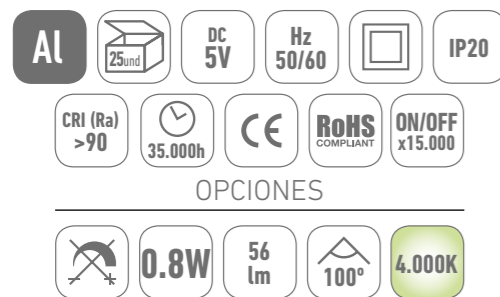 Al
25und
DC
5V
Hz
50/60
IP20
CRI (Ra)
>90
35.000h
CE
RoHS
COMPLIANT
ON/OFF
x15.000
OPCIONES
0.8W
56
lm
100º
4.000K